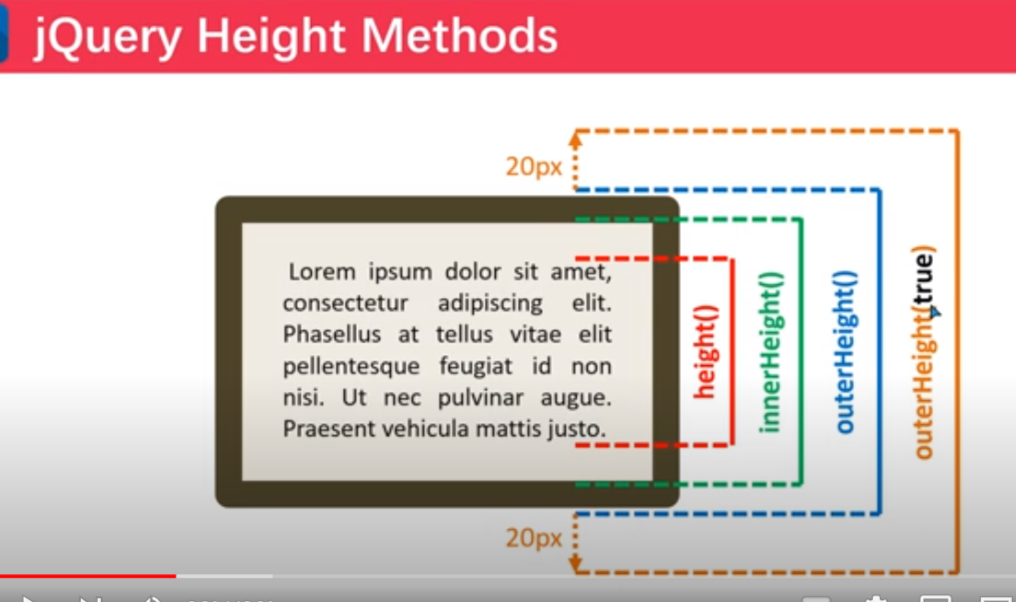 jQuery Height Methods
20px
Lorem ipsum dolor sit amet,
consectetur adipiscing elit.
Phasellus at tellus vitae elit
pellentesque feugiat id non
nisi. Ut nec pulvinar augue.
Praesent vehicula mattis justo.
height()
innerHeight()
outerHeight()
outerHeight(true)
20px